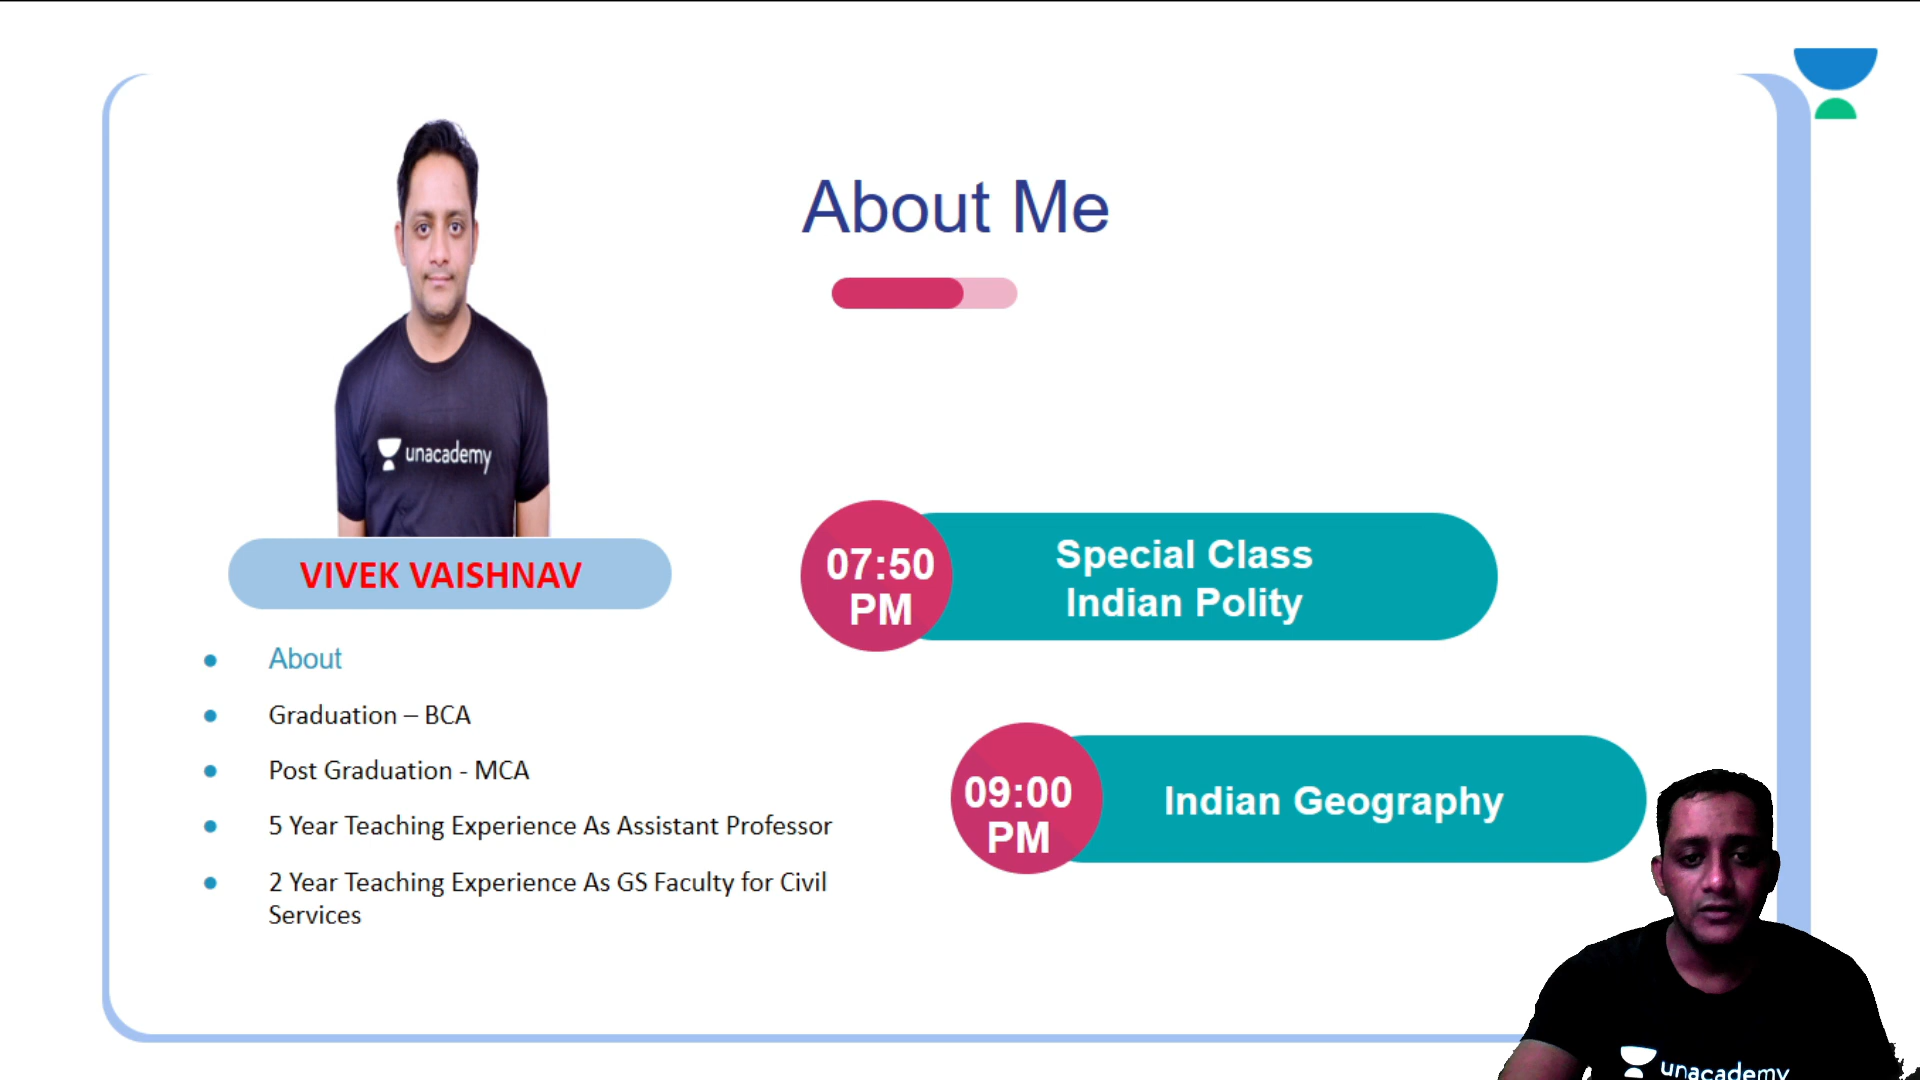 About Me
unacademy
VIVEK VAISHNAV
About
Graduation – BCA
Post Graduation - MCA
5 Year Teaching Experience As Assistant Professor
2 Year Teaching Experience As GS Faculty for Civil
Services
07:50
PM
Special Class
Indian Polity
09:00
PM
Indian Geography
unacademy